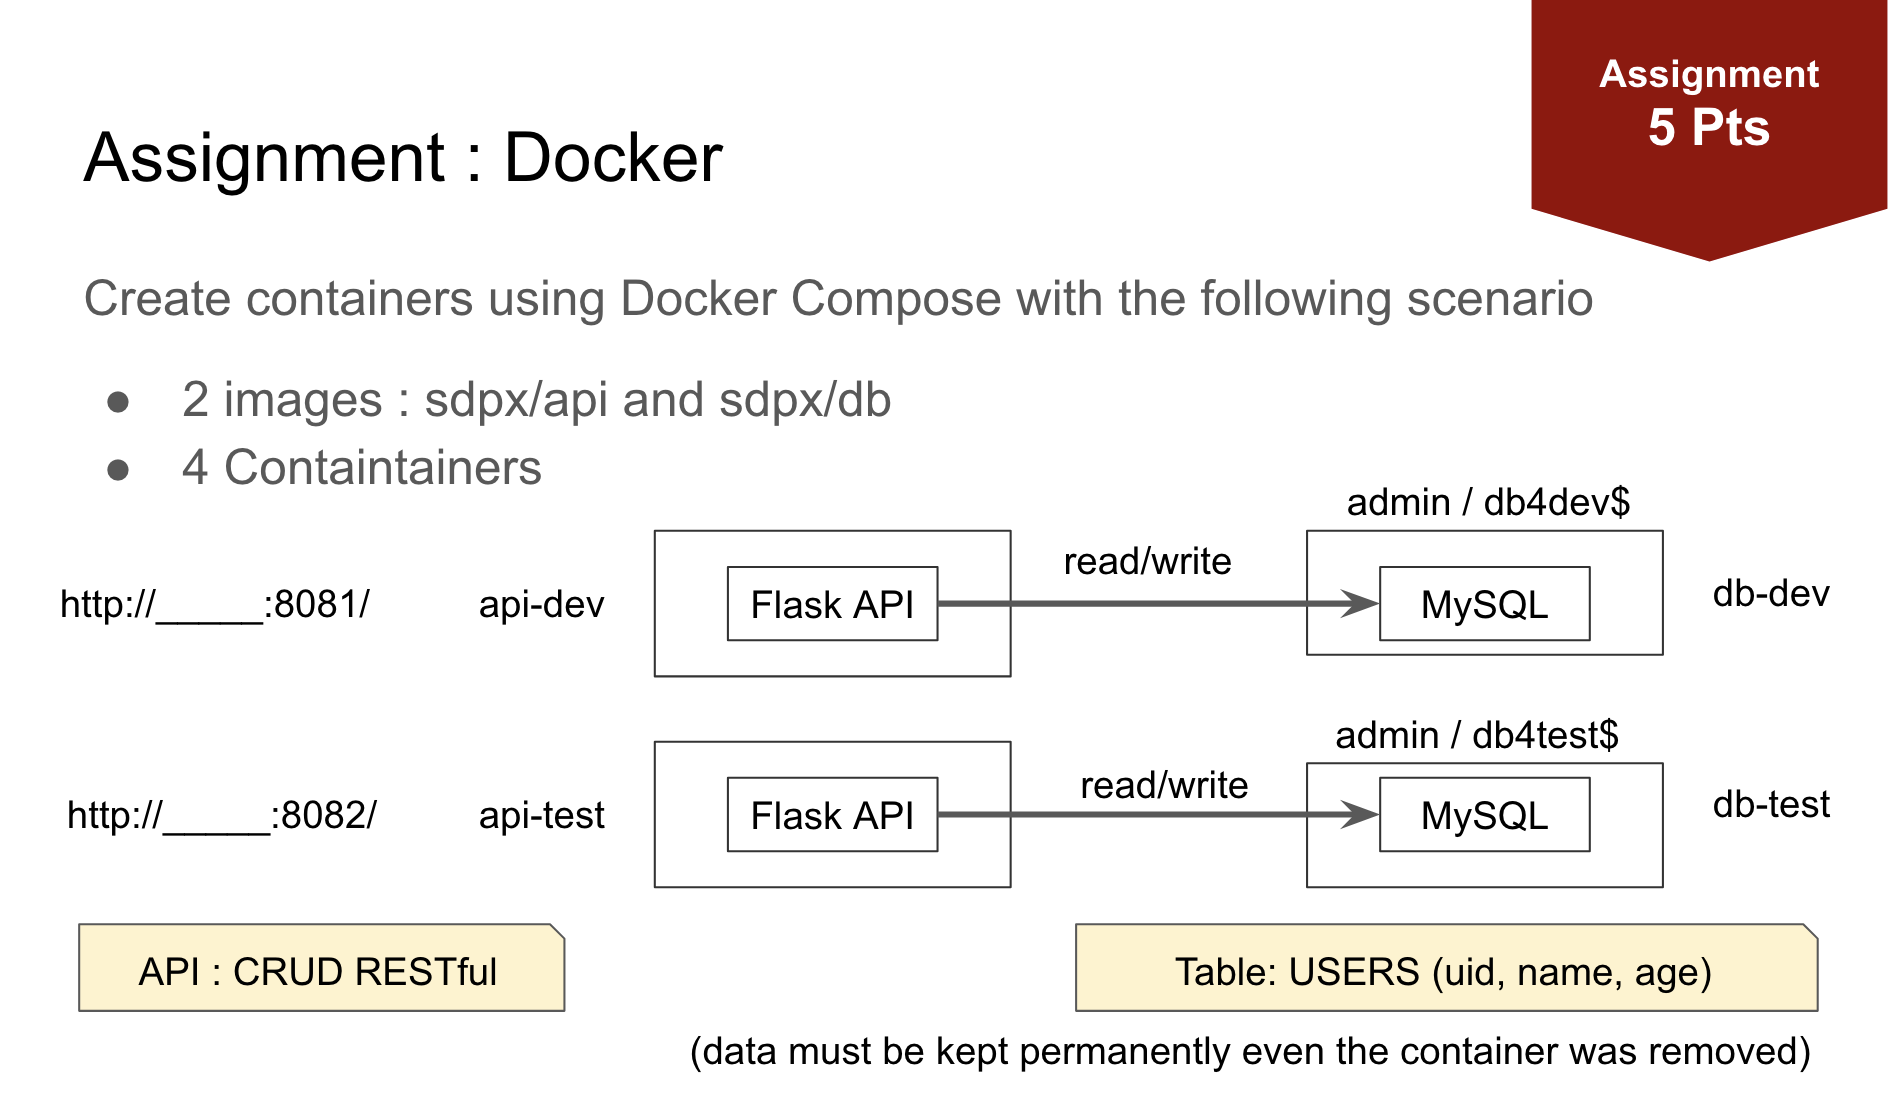 Assignment
5 Pts
Assignment : Docker
Create containers using Docker Compose with the following scenario
● 2 images : sdpx/api and sdpx/db
● 4 Containtainers
admin / db4dev$
http://_____:8081/
api-dev
Flask API
read/write
MySQL
db-dev
admin / db4test$
http://_____:8082/
api-test
Flask API
read/write
MySQL
db-test
API : CRUD RESTful
Table: USERS (uid, name, age)
(data must be kept permanently even the container was removed)